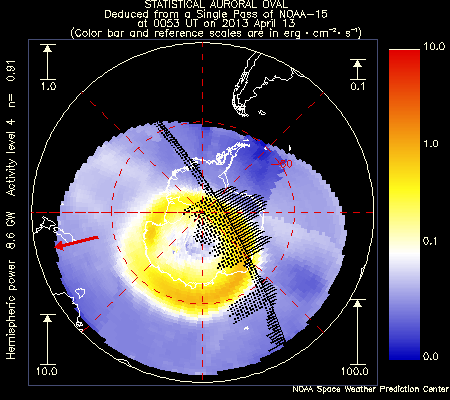 STATISTICAL AURORAL OVAL
Deduced from a Single Pass of NOAA-15
at 0053 UT on 2013 April 13
(Color bar and reference scales are in erg · cm⁻² · s⁻¹)
Hemispheric power 8.6 GW Activity level 4 n= 0.91
1.0
0.1
10.0
100.0
0
10.0
1.0
0.1
0.0
NOAA Space Weather Prediction Center